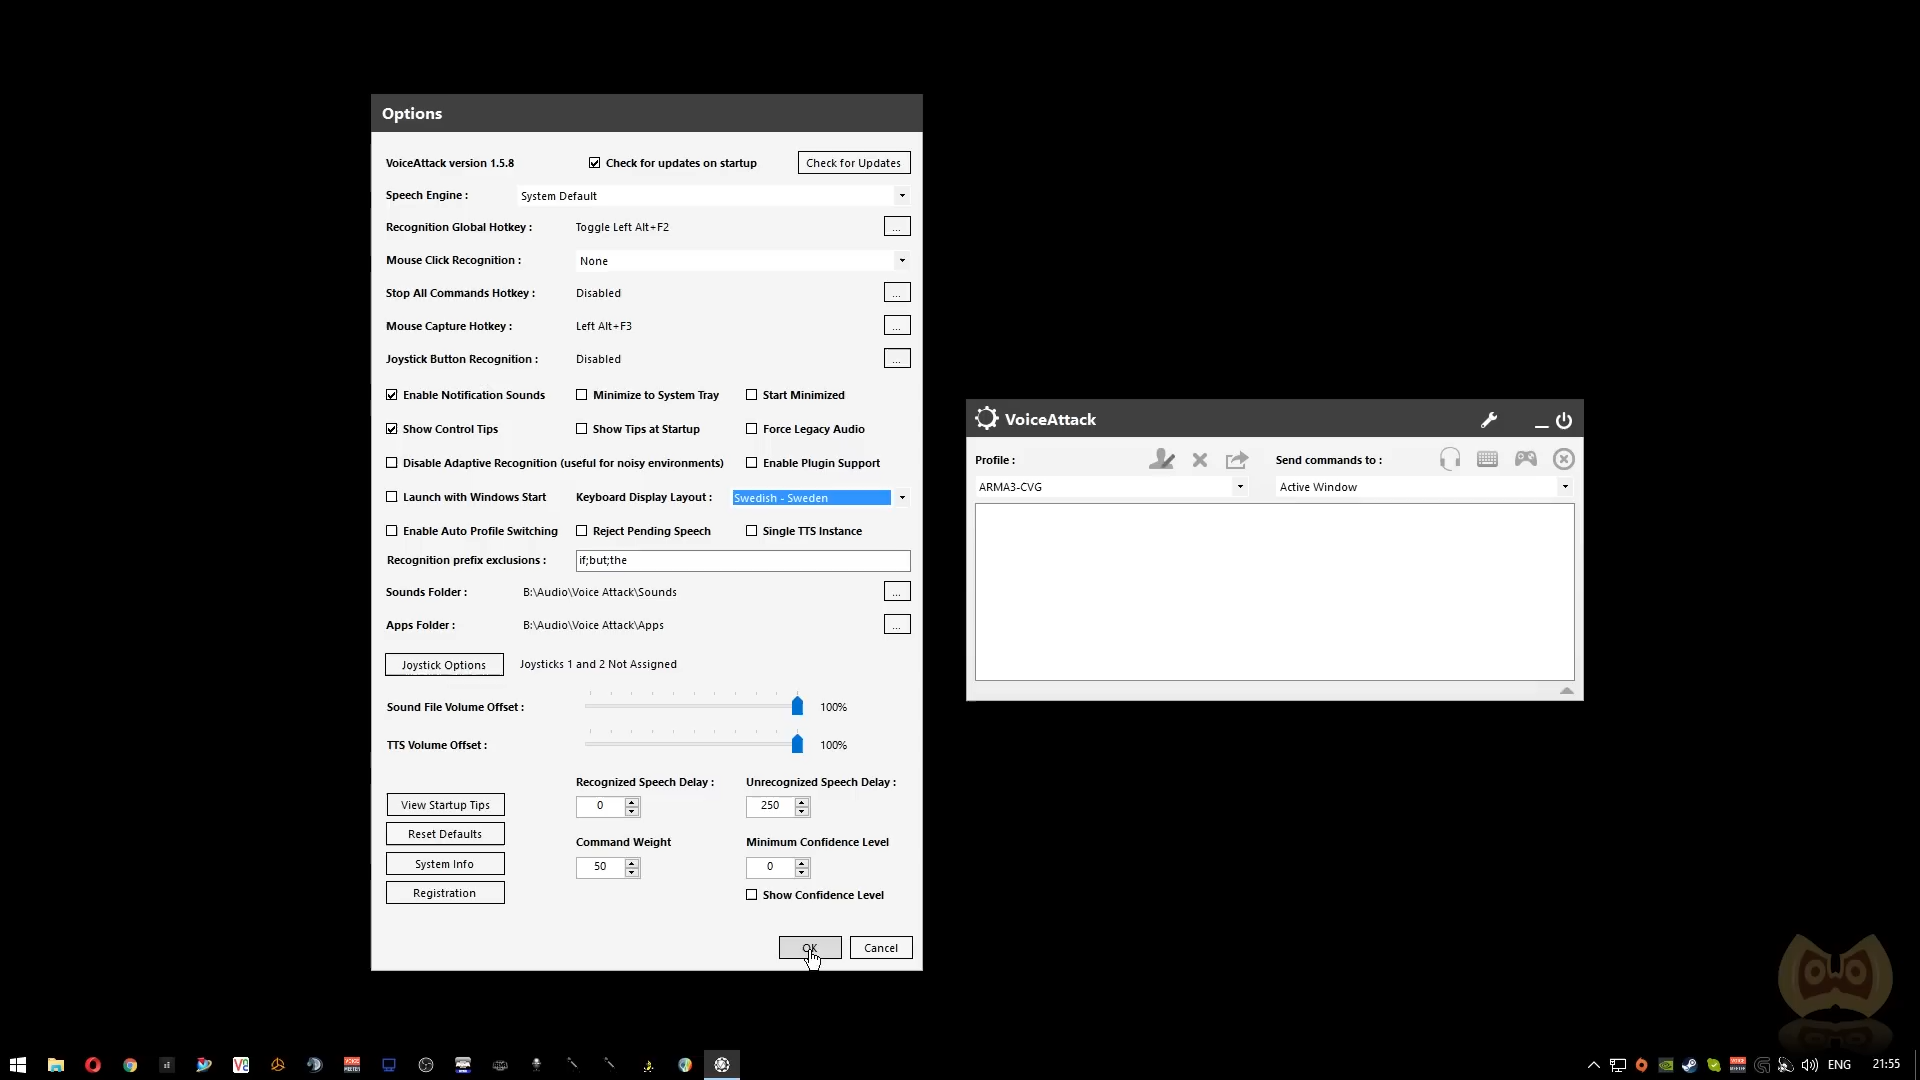 Options
VoiceAttack version 1.5.8
Check for updates on startup
Check for Updates
Speech Engine :
System Default
Recognition Global Hotkey :
Toggle Left Alt+F2
...
Mouse Click Recognition :
None
Stop All Commands Hotkey :
Disabled
...
Mouse Capture Hotkey :
Left Alt+F3
...
Joystick Button Recognition :
Disabled
...
Enable Notification Sounds
Minimize to System Tray
Start Minimized
Show Control Tips
Show Tips at Startup
Force Legacy Audio
Disable Adaptive Recognition (useful for noisy environments)
Enable Plugin Support
Launch with Windows Start
Keyboard Display Layout :
Swedish - Sweden
Enable Auto Profile Switching
Reject Pending Speech
Single TTS Instance
Recognition prefix exclusions :
if;but;the
Sounds Folder :
B:\Audio\Voice Attack\Sounds
...
Apps Folder :
B:\Audio\Voice Attack\Apps
...
Joystick Options
Joysticks 1 and 2 Not Assigned
Sound File Volume Offset :
100%
TTS Volume Offset :
100%
Recognized Speech Delay :
Unrecognized Speech Delay :
View Startup Tips
0
250
Reset Defaults
Command Weight
Minimum Confidence Level
System Info
50
0
Registration
Show Confidence Level
OK
Cancel
VoiceAttack
Profile :
Send commands to :
ARMA3-CVG
Active Window
ENG
21:55